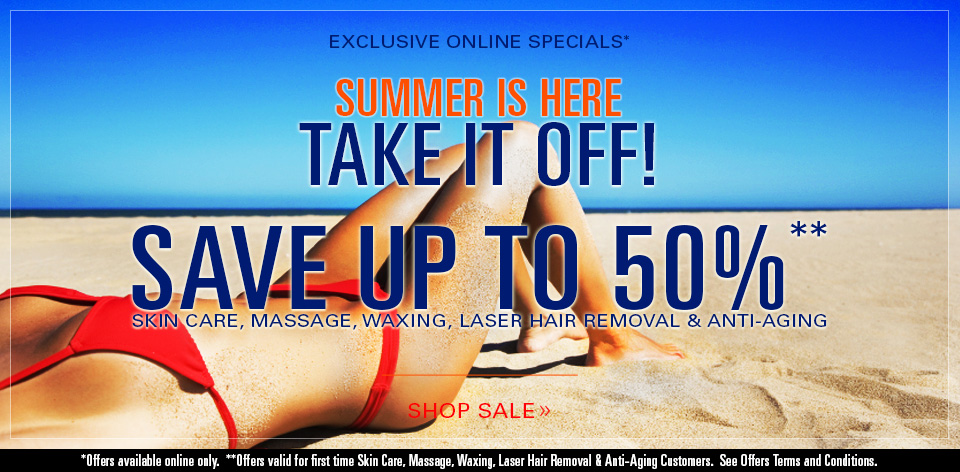 EXCLUSIVE ONLINE SPECIALS*
SUMMER IS HERE
TAKE IT OFF!
SAVE UP TO 50%**
SKIN CARE, MASSAGE, WAXING, LASER HAIR REMOVAL & ANTI-AGING
SHOP SALE »
*Offers available online only. **Offers valid for first time Skin Care, Massage, Waxing, Laser Hair Removal & Anti-Aging Customers. See Offers Terms and Conditions.